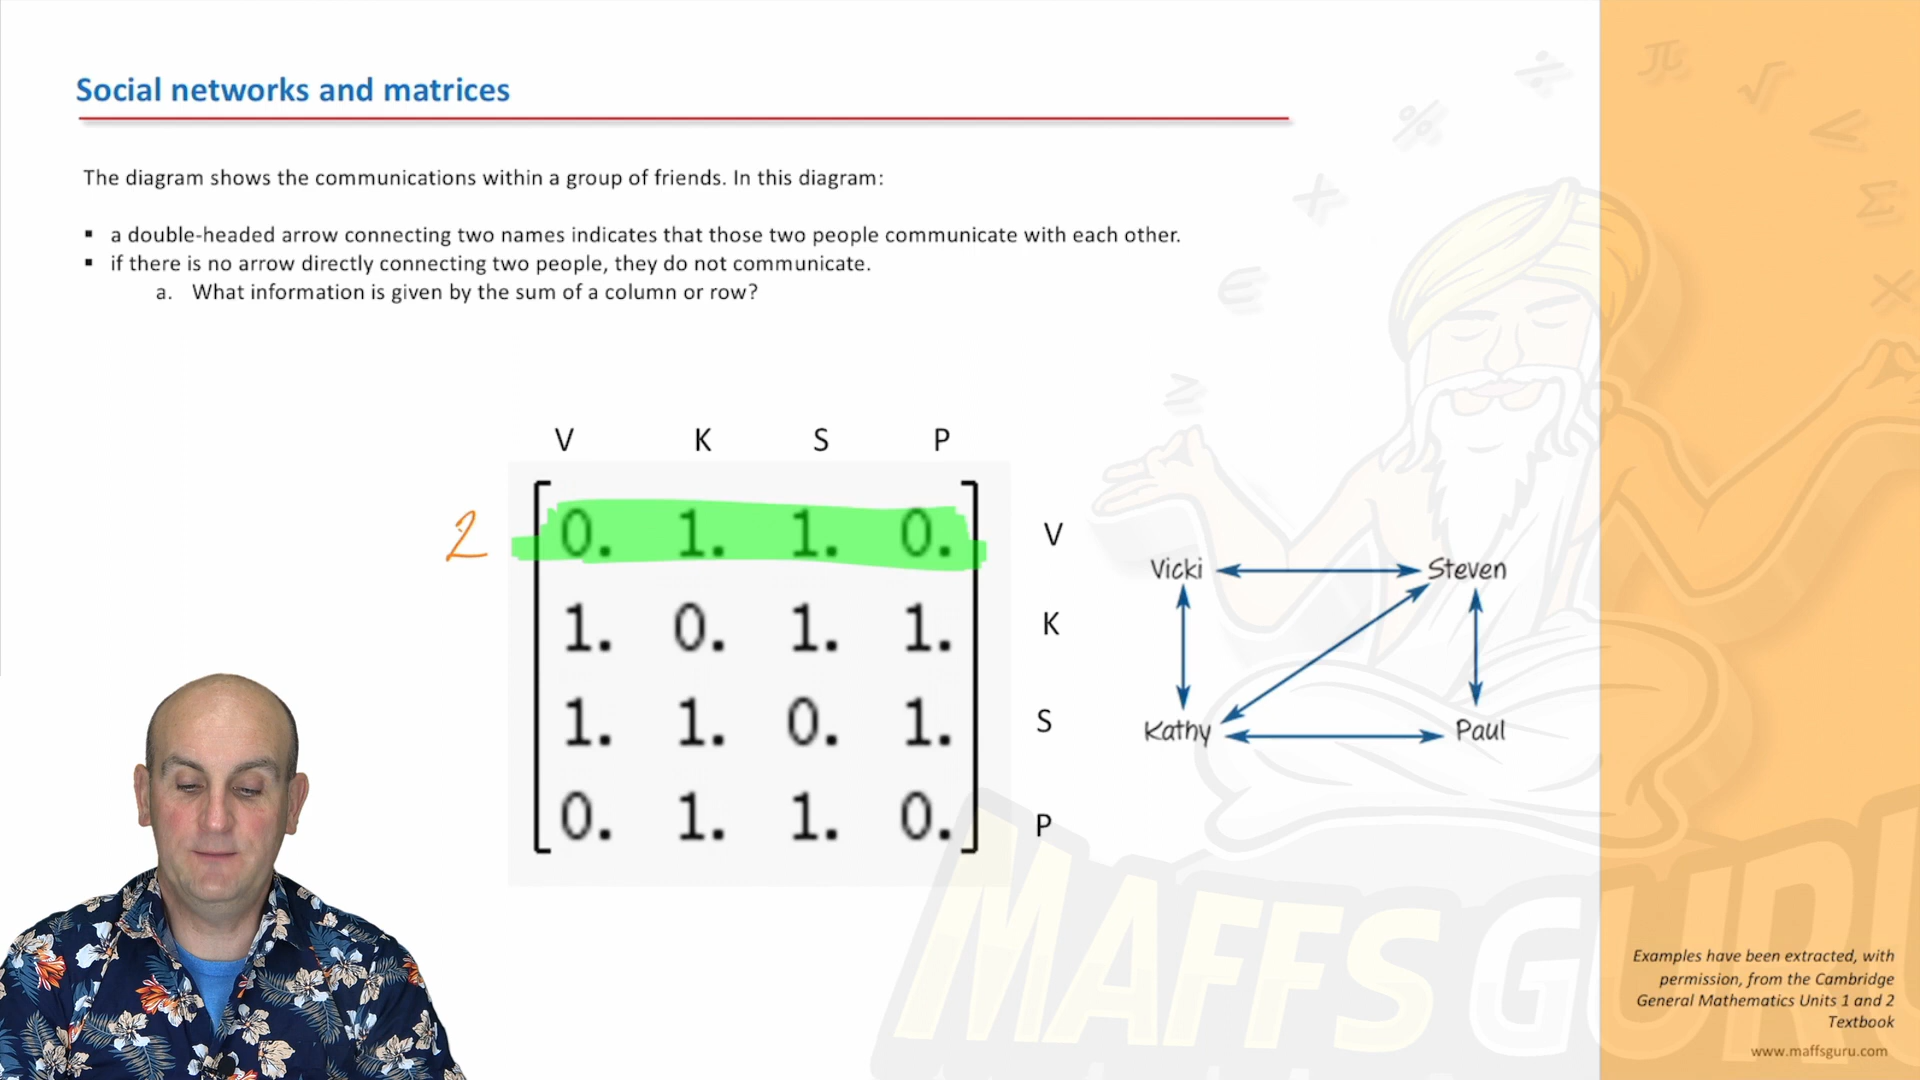 Social networks and matrices
The diagram shows the communications within a group of friends. In this diagram:
▪ a double-headed arrow connecting two names indicates that those two people communicate with each other.
▪ if there is no arrow directly connecting two people, they do not communicate.
a. What information is given by the sum of a column or row?
V K S P
2 0. 1. 1. 0. V
1. 0. 1. 1. K
1. 1. 0. 1. S
0. 1. 1. 0. P
Vicki Steven
Kathy Paul
MAFFS GURU
Examples have been extracted, with
permission, from the Cambridge
General Mathematics Units 1 and 2
Textbook
www.maffsguru.com